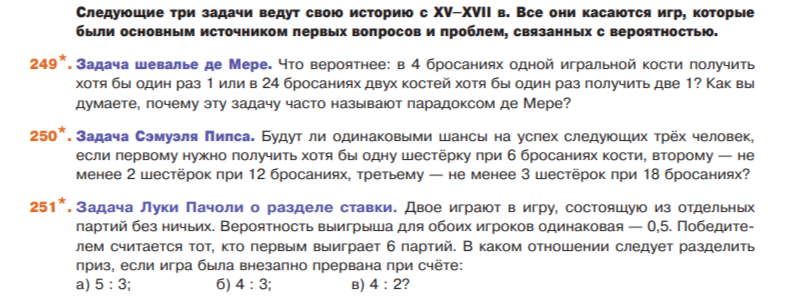 Следующие три задачи ведут свою историю с XV–XVII в. Все они касаются игр, которые
были основным источником первых вопросов и проблем, связанных с вероятностью.
249*. Задача шевалье де Мере. Что вероятнее: в 4 бросаниях одной игральной кости получить
хотя бы один раз 1 или в 24 бросаниях двух костей хотя бы один раз получить две 1? Как вы
думаете, почему эту задачу часто называют парадоксом де Мере?
250*. Задача Сэмуэля Пипса. Будут ли одинаковыми шансы на успех следующих трёх человек,
если первому нужно получить хотя бы одну шестёрку при 6 бросаниях кости, второму — не
менее 2 шестёрок при 12 бросаниях, третьему — не менее 3 шестёрок при 18 бросаниях?
251*. Задача Луки Пачоли о разделе ставки. Двое играют в игру, состоящую из отдельных
партий без ничьих. Вероятность выигрыша для обоих игроков одинаковая — 0,5. Победите-
лем считается тот, кто первым выиграет 6 партий. В каком отношении следует разделить
приз, если игра была внезапно прервана при счёте:
а) 5 : 3; б) 4 : 3; в) 4 : 2?